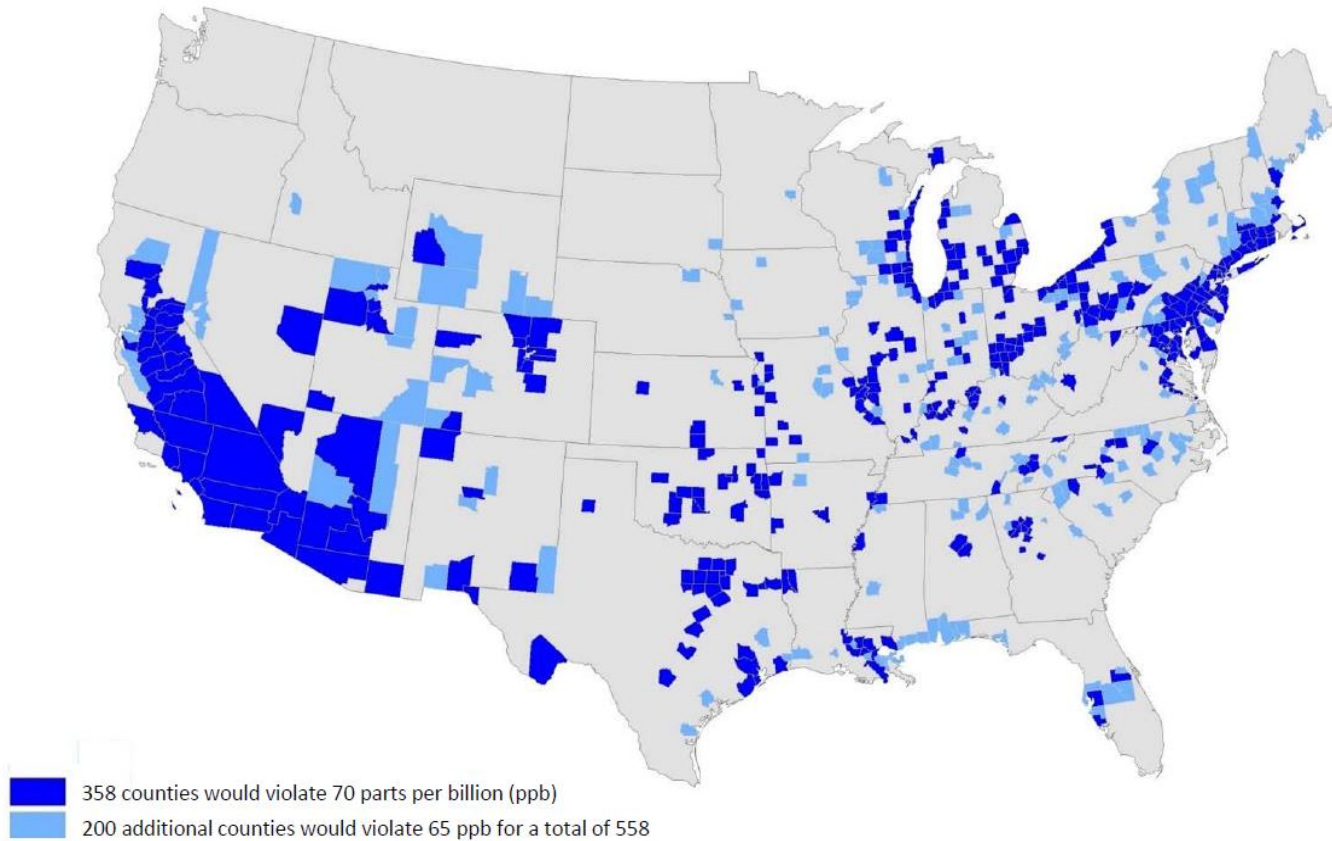 358 counties would violate 70 parts per billion (ppb)
200 additional counties would violate 65 ppb for a total of 558